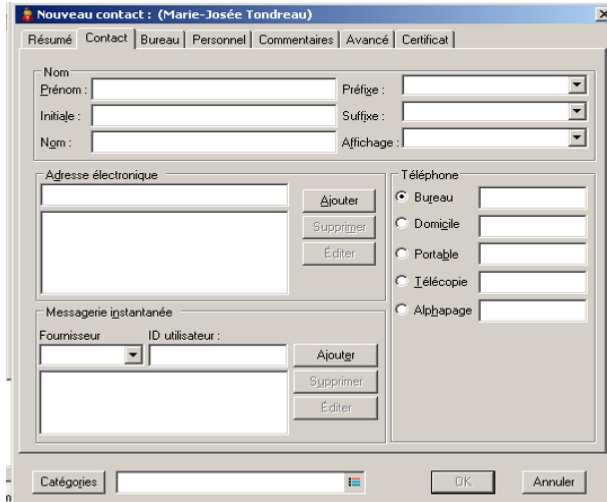 Nouveau contact : (Marie-Josée Tondreau)
Résumé Contact Bureau Personnel Commentaires Avancé Certificat
Nom
Prénom : Préfixe :
Initiale : Suffixe :
Nom : Affichage :
Adresse électronique Téléphone
Ajouter Bureau
Supprimer Domicile
Éditer Portable
Télécopie
Messagerie instantanée Alphapage
Fournisseur ID utilisateur :
Ajouter
Supprimer
Éditer
Catégories OK Annuler